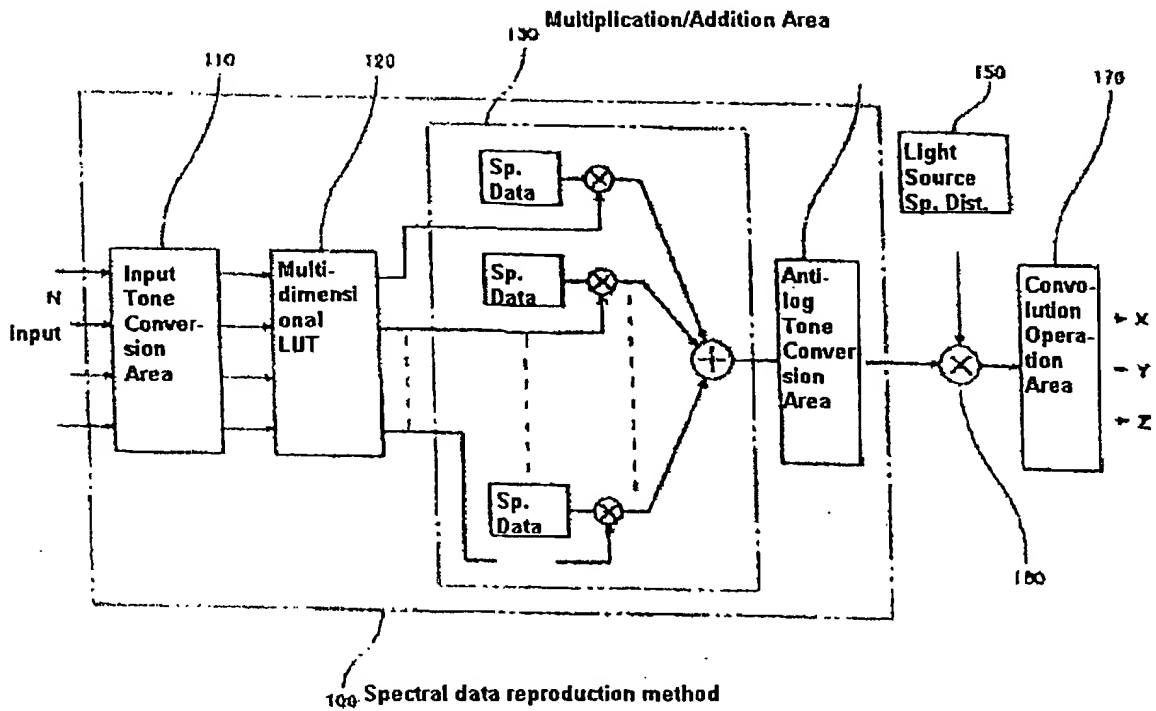 Multiplication/Addition Area
130
110
120
150
170
Sp.
Data
Light
Source
Sp. Dist.
N
input
Input
Tone
Conver-
sion
Area
Multi-
dimensi
onal
LUT
Sp.
Data
Anti-
log
Tone
Conver
sion
Area
Convo-
lution
Opera-
tion
Area
X
Y
Z
Sp.
Data
100 Spectral data reproduction method